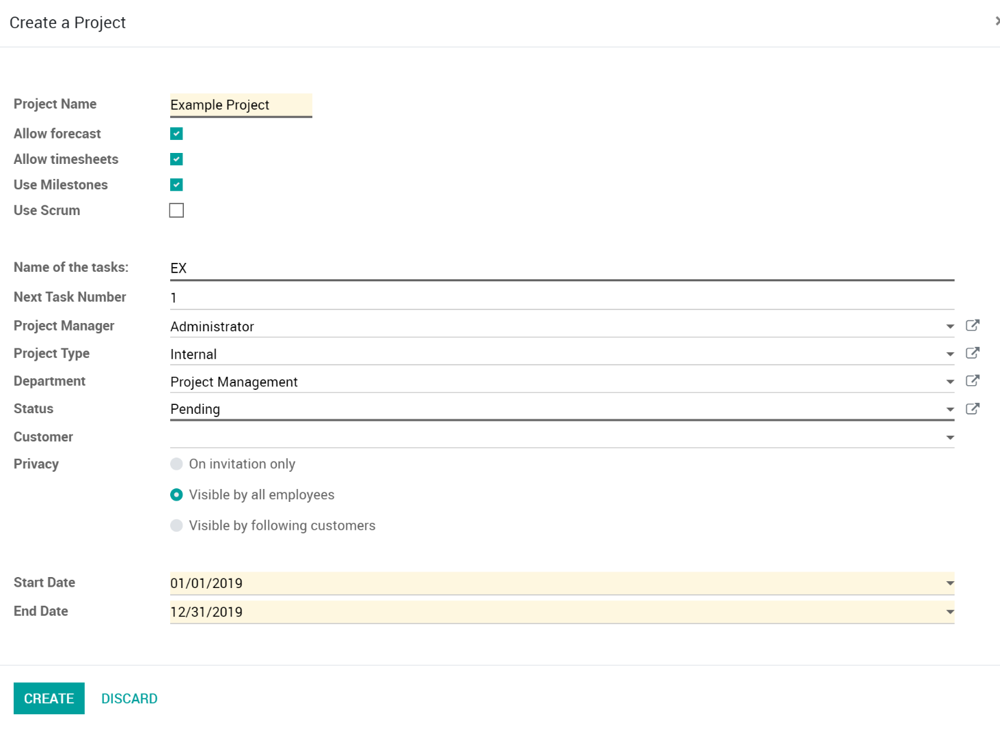 Create a Project
Project Name Example Project
Allow forecast
Allow timesheets
Use Milestones
Use Scrum
Name of the tasks: EX
Next Task Number 1
Project Manager Administrator
Project Type Internal
Department Project Management
Status Pending
Customer
Privacy On invitation only
Visible by all employees
Visible by following customers
Start Date 01/01/2019
End Date 12/31/2019
CREATE DISCARD